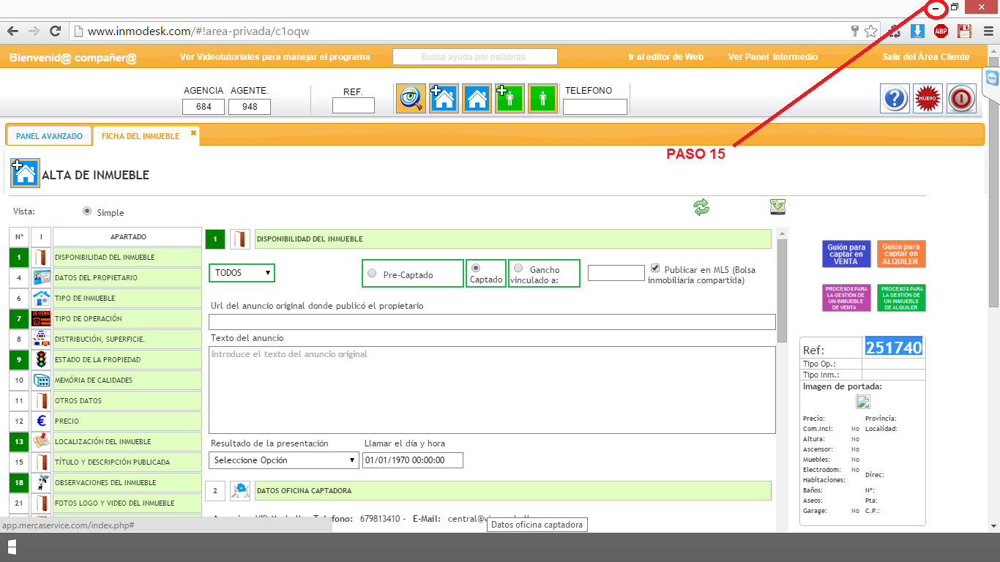 www.inmodesk.com/#!area-privada/c1oqw
ABP
Bienvenid@ compañer@
Ver Videotutoriales para manejar el programa
Busca ayuda por palabras
Ir al editor de Web
Ver Panel Intermedio
Salir del Área Cliente
AGENCIA AGENTE.
684 948
REF.
TELEFONO
NUEVO
PANEL AVANZADO
FICHA DEL INMUEBLE
PASO 15
ALTA DE INMUEBLE
Vista:
Simple
Nº I APARTADO
1 DISPONIBILIDAD DEL INMUEBLE
4 DATOS DEL PROPIETARIO
6 TIPO DE INMUEBLE
7 SE VENDE TIPO DE OPERACIÓN
8 DISTRIBUCIÓN, SUPERFICIE.
9 ESTADO DE LA PROPIEDAD
10 MEMÓRIA DE CALIDADES
11 OTROS DATOS
12 € PRECIO
13 LOCALIZACIÓN DEL INMUEBLE
15 TÍTULO Y DESCRIPCIÓN PUBLICADA
18 OBSERVACIONES DEL INMUEBLE
21 FOTOS LOGO Y VIDEO DEL INMUEBLE
1 DISPONIBILIDAD DEL INMUEBLE
TODOS
Pre-Captado
Captado
Gancho
vinculado a:
Publicar en MLS (Bolsa
inmobiliaria compartida)
Url del anuncio original donde publicó el propietario
Texto del anuncio
Introduce el texto del anuncio original
Resultado de la presentación
Llamar el día y hora
Seleccione Opción
01/01/1970 00:00:00
2 DATOS OFICINA CAPTADORA
Teléfono: 679813410 - E-Mail:
Datos oficina captadora
Guión para
captar en
VENTA
Guión para
captar en
ALQUILER
PROCESOS PARA
LA GESTIÓN DE
UN INMUEBLE
DE VENTA
PROCESOS PARA
LA GESTIÓN DE
UN INMUEBLE
DE ALQUILER
Ref: 251740
Tipo Op.:
Tipo Inm.:
Imagen de portada:
Precio: Provincia:
Com.Incl: No Localidad:
Altura: No
Ascensor: No
Muebles: No
Electrodom: No
Direc:
Habitaciones:
Baños: Nº:
Aseos: Pta:
Garage: No C.P.:
app.mercaservice.com/index.php#